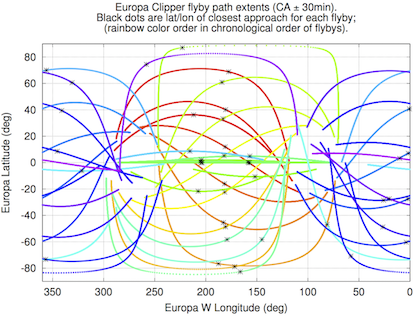 Europa Clipper flyby path extents (CA ± 30min).
Black dots are lat/lon of closest approach for each flyby;
(rainbow color order in chronological order of flybys).
Europa Latitude (deg)
80
60
40
20
0
-20
-40
-60
-80
350 300 250 200 150 100 50 0
Europa W Longitude (deg)